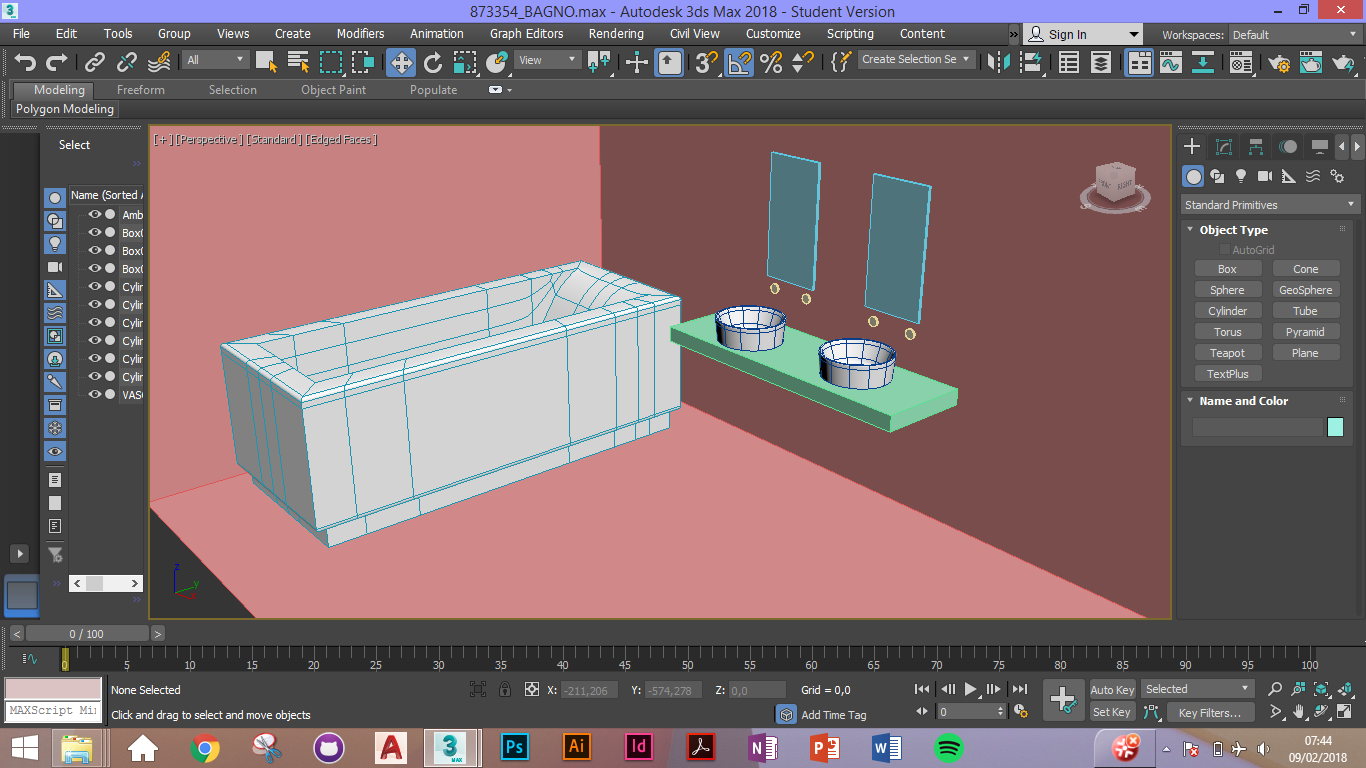 873354_BAGNO.max - Autodesk 3ds Max 2018 - Student Version
File Edit Tools Group Views Create Modifiers Animation Graph Editors Rendering Civil View Customize Scripting Content » Sign In Workspaces: Default
All View Create Selection Se
Modeling Freeform Selection Object Paint Populate
Polygon Modeling
Select
[ + ] [Perspective ] [Standard ] [Edged Faces ]
Name (Sorted A
Amb
Box0
Box0
Box0
Cylin
Cylin
Cylin
Cylin
Cylin
Cylin
RIGHT
Standard Primitives
Object Type
AutoGrid
Box Cone
Sphere GeoSphere
Cylinder Tube
Torus Pyramid
Teapot Plane
TextPlus
Name and Color
z
y
< 0 / 100 >
0 5 10 15 20 25 30 35 40 45 50 55 60 65 70 75 80 85 90 95 100
None Selected X: -211,206 Y: -574,278 Z: 0,0 Grid = 0,0 Auto Key Selected
MAXScript Mi
Click and drag to select and move objects Add Time Tag 0 Set Key Key Filters...
A 3 MAX Ps Ai Id N P W
07:44
09/02/2018